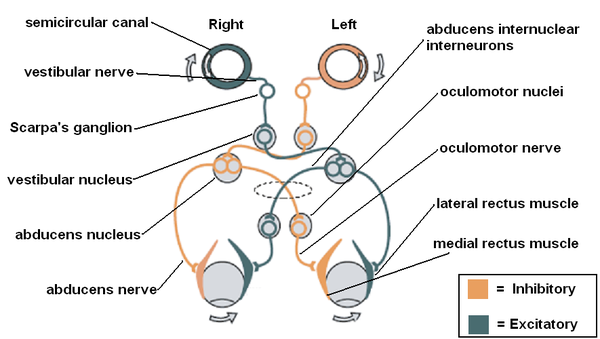 semicircular canal
Right
Left
abducens internuclear
interneurons
vestibular nerve
oculomotor nuclei
Scarpa's ganglion
oculomotor nerve
vestibular nucleus
lateral rectus muscle
abducens nucleus
medial rectus muscle
abducens nerve
= Inhibitory
= Excitatory